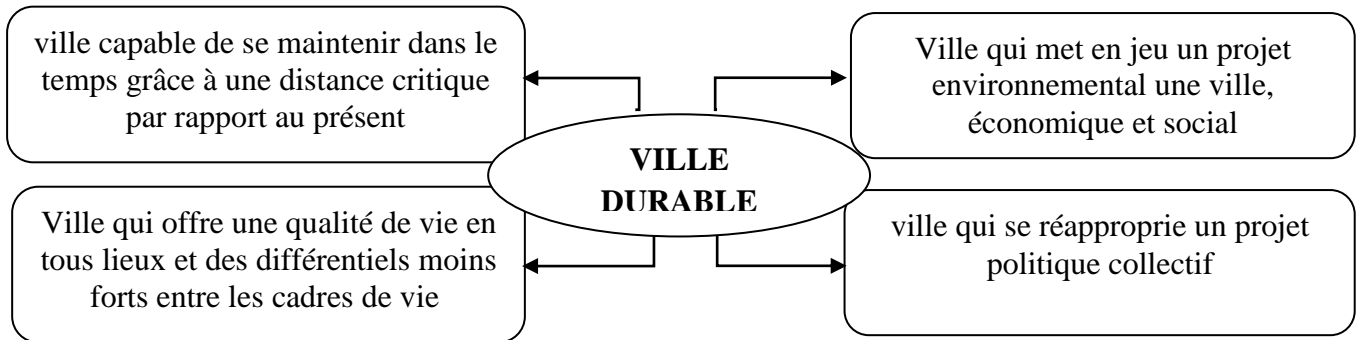 ville capable de se maintenir dans le
temps grâce à une distance critique
par rapport au présent
Ville qui met en jeu un projet
environnemental une ville,
économique et social
VILLE
DURABLE
Ville qui offre une qualité de vie en
tous lieux et des différentiels moins
forts entre les cadres de vie
ville qui se réapproprie un projet
politique collectif